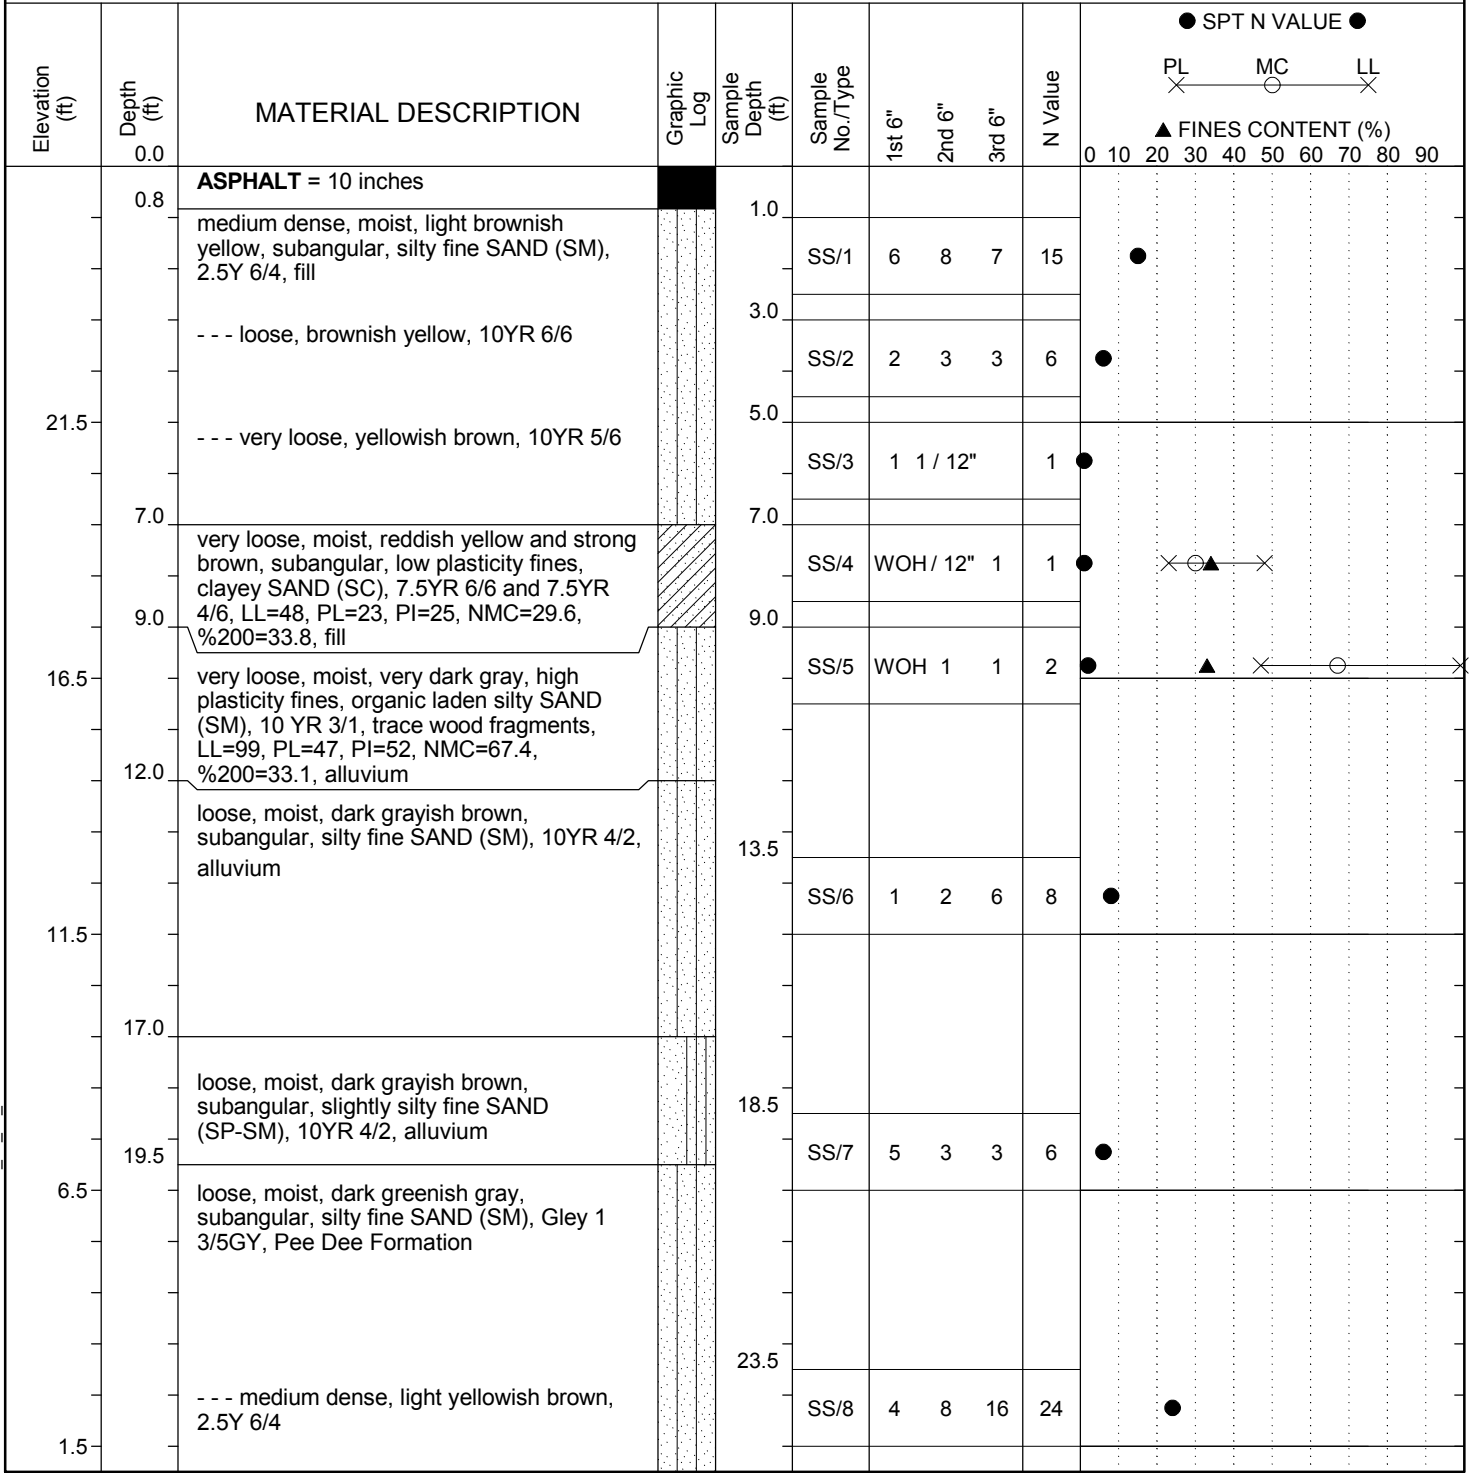 ● SPT N VALUE ●
PL MC LL
▲ FINES CONTENT (%)
0 10 20 30 40 50 60 70 80 90
Elevation
(ft)
Depth
(ft)
0.0
MATERIAL DESCRIPTION
Graphic
Log
Sample
Depth
(ft)
Sample
No./Type
1st 6"
2nd 6"
3rd 6"
N Value
ASPHALT = 10 inches
0.8
1.0
medium dense, moist, light brownish
yellow, subangular, silty fine SAND (SM),
2.5Y 6/4, fill
SS/1 6 8 7 15
3.0
- - - loose, brownish yellow, 10YR 6/6
SS/2 2 3 3 6
5.0
21.5
- - - very loose, yellowish brown, 10YR 5/6
SS/3 1 1 / 12" 1
7.0
7.0
very loose, moist, reddish yellow and strong
brown, subangular, low plasticity fines,
clayey SAND (SC), 7.5YR 6/6 and 7.5YR
4/6, LL=48, PL=23, PI=25, NMC=29.6,
%200=33.8, fill
SS/4 WOH / 12" 1 1
9.0
9.0
SS/5 WOH 1 1 2
16.5
very loose, moist, very dark gray, high
plasticity fines, organic laden silty SAND
(SM), 10 YR 3/1, trace wood fragments,
LL=99, PL=47, PI=52, NMC=67.4,
%200=33.1, alluvium
12.0
loose, moist, dark grayish brown,
subangular, silty fine SAND (SM), 10YR 4/2,
alluvium
13.5
SS/6 1 2 6 8
11.5
17.0
loose, moist, dark grayish brown,
subangular, slightly silty fine SAND
(SP-SM), 10YR 4/2, alluvium
18.5
SS/7 5 3 3 6
19.5
6.5
loose, moist, dark greenish gray,
subangular, silty fine SAND (SM), Gley 1
3/5GY, Pee Dee Formation
23.5
- - - medium dense, light yellowish brown,
2.5Y 6/4
SS/8 4 8 16 24
1.5